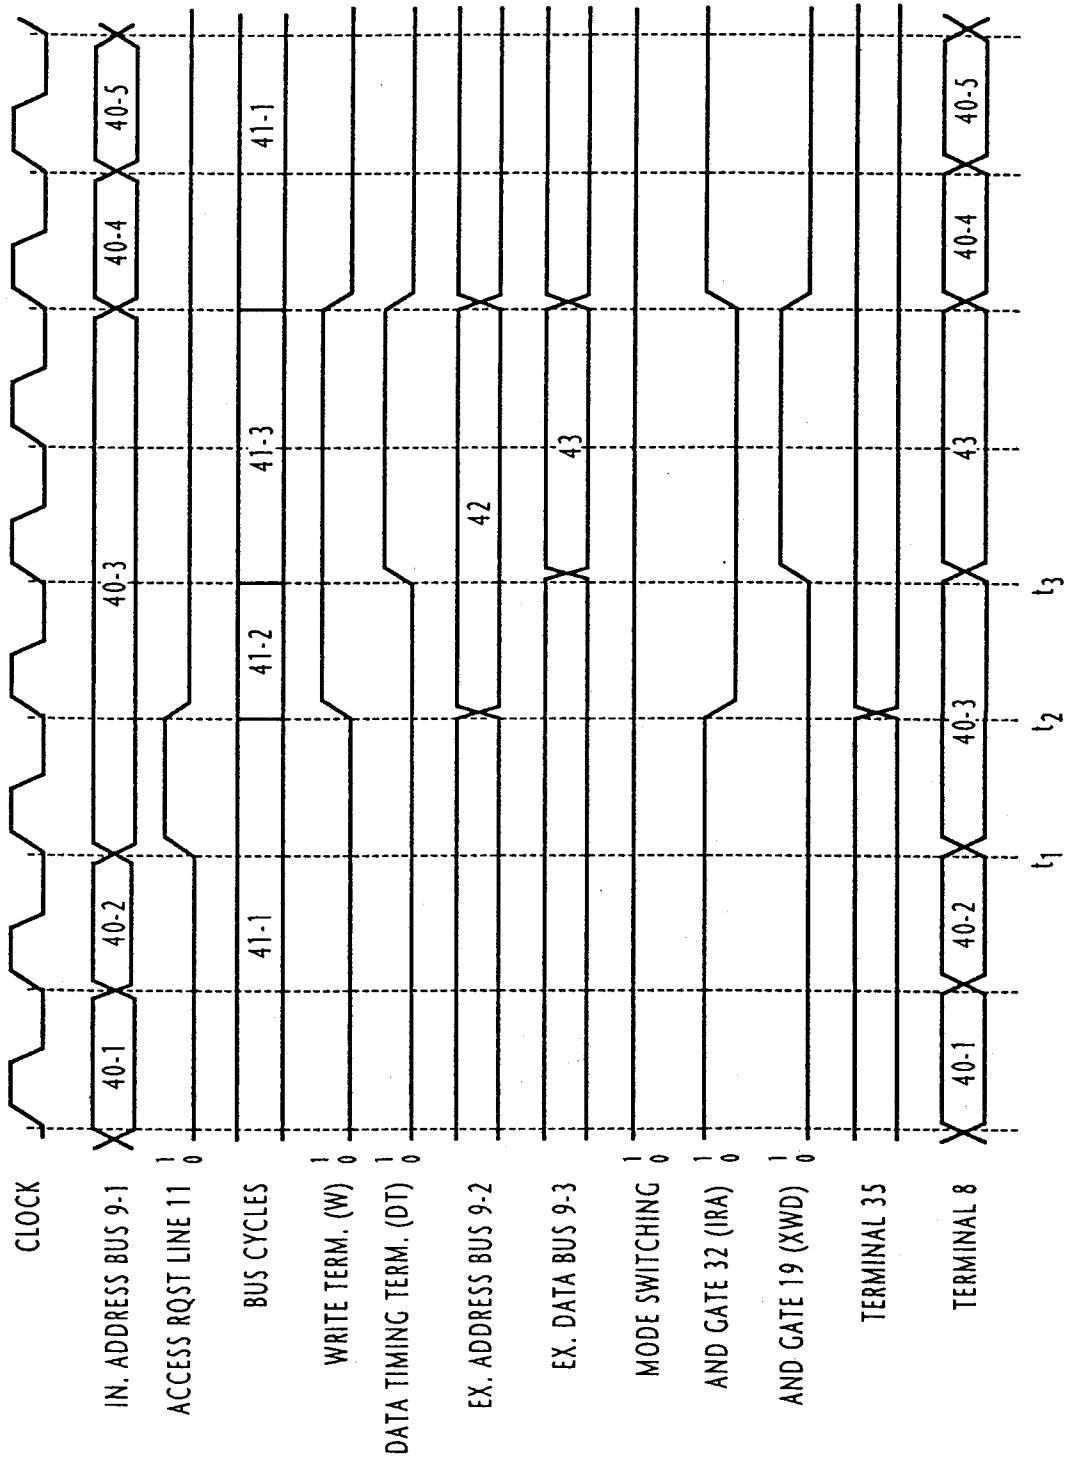 CLOCK
IN. ADDRESS BUS 9-1
40-1
40-2
40-3
40-4
40-5
ACCESS RQST LINE 11
1
0
BUS CYCLES
41-1
41-2
41-3
41-1
WRITE TERM. (W)
1
0
DATA TIMING TERM. (DT)
1
0
EX. ADDRESS BUS 9-2
42
EX. DATA BUS 9-3
43
MODE SWITCHING
1
0
AND GATE 32 (IRA)
1
0
AND GATE 19 (XWD)
1
0
TERMINAL 35
TERMINAL 8
40-1
40-2
40-3
43
40-4
40-5
t1
t2
t3